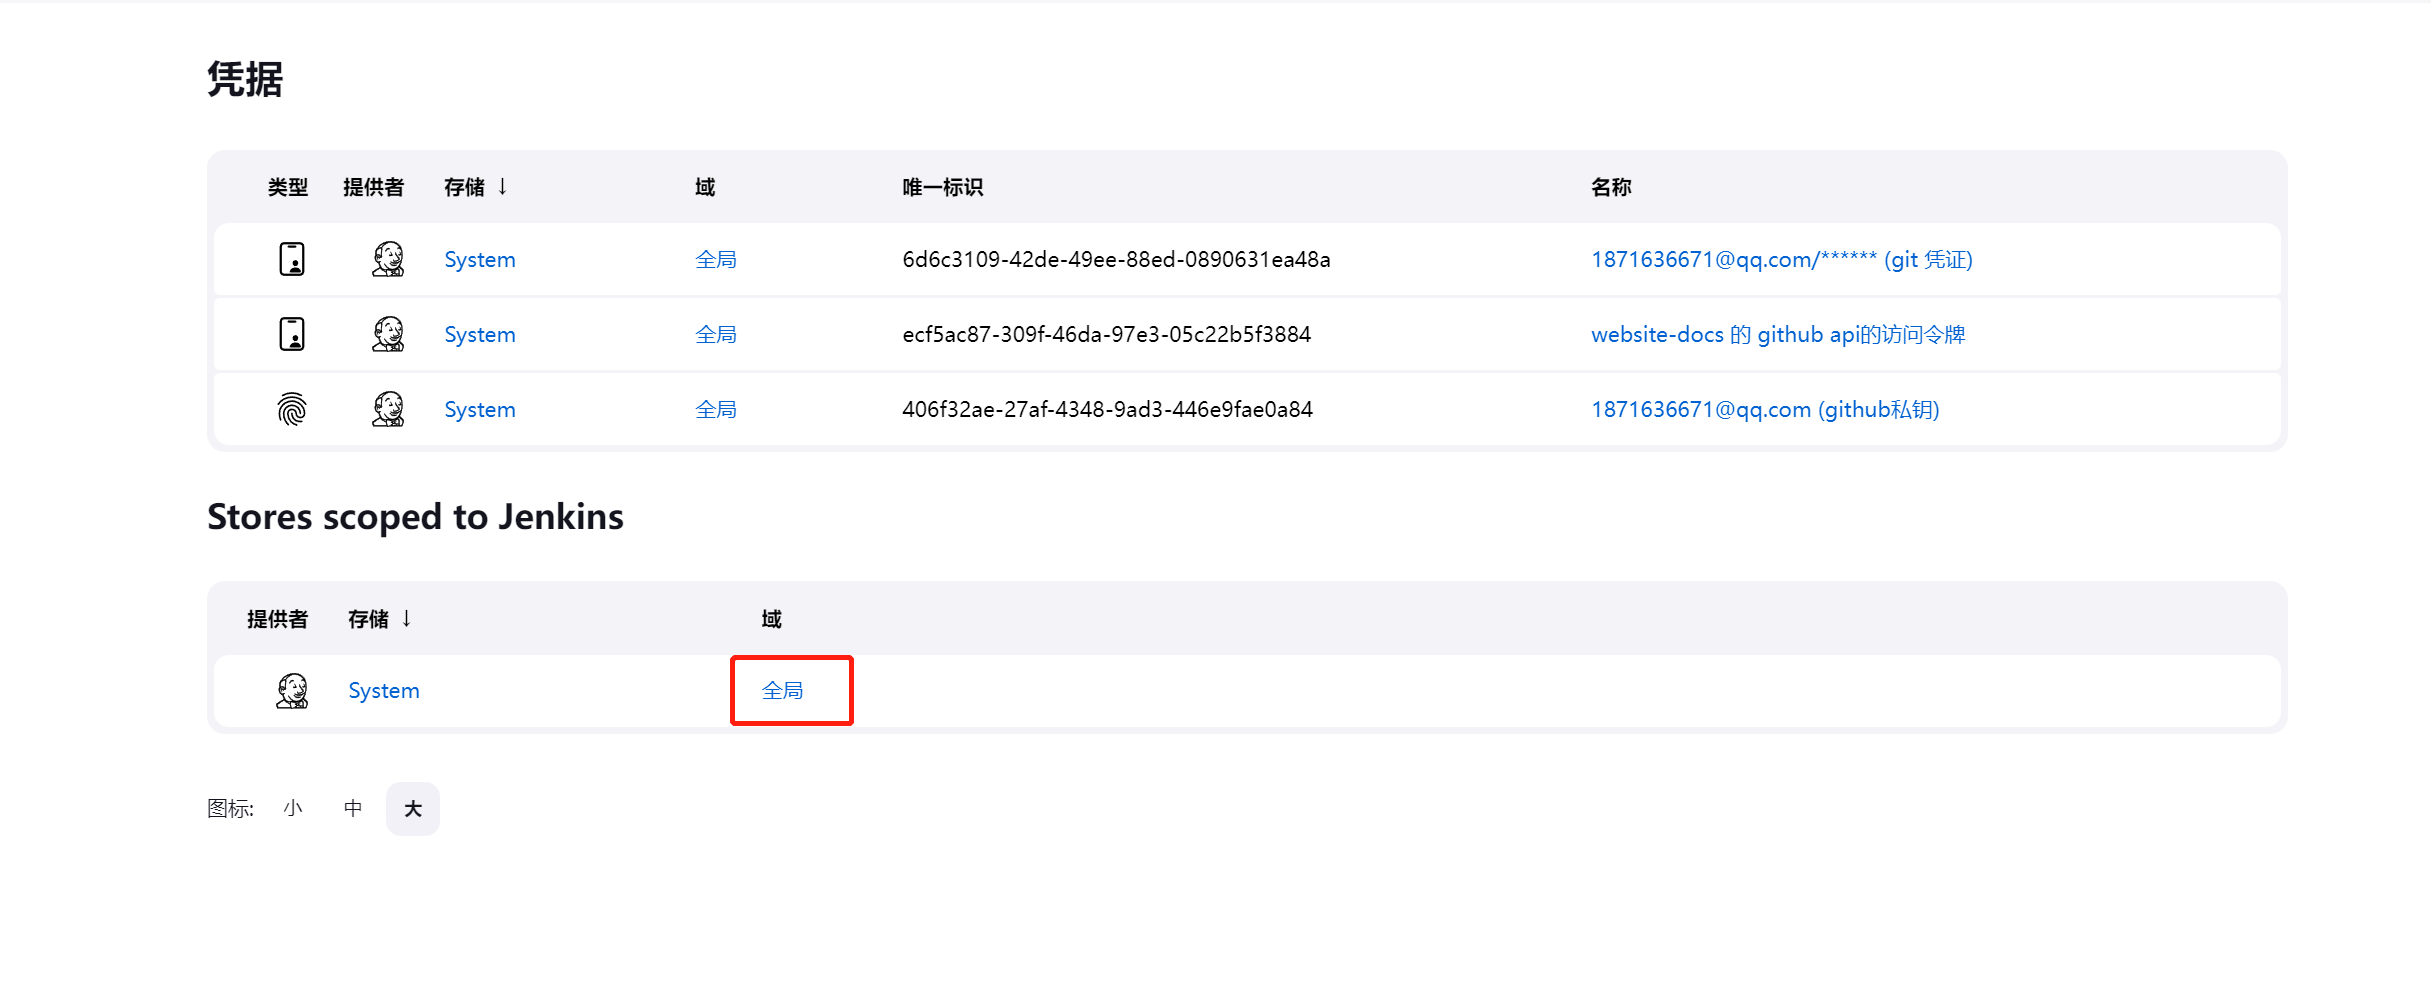 凭据
类型 提供者 存储 ↓ 域 唯一标识 名称
System 全局 6d6c3109-42de-49ee-88ed-0890631ea48a 1871636671@qq.com/****** (git 凭证)
System 全局 ecf5ac87-309f-46da-97e3-05c22b5f3884 website-docs 的 github api的访问令牌
System 全局 406f32ae-27af-4348-9ad3-446e9fae0a84 1871636671@qq.com (github私钥)
Stores scoped to Jenkins
提供者 存储 ↓ 域
System 全局
图标: 小 中 大